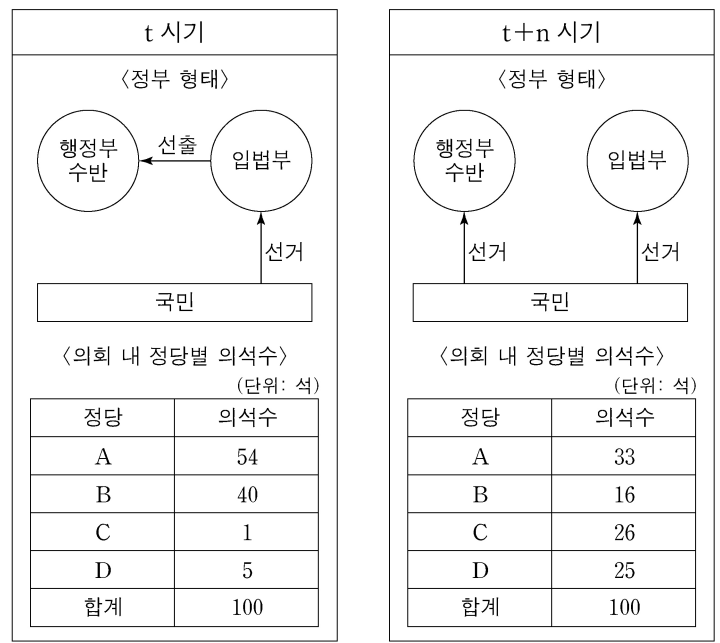 t 시기
〈정부 형태〉
행정부
수반
선출
입법부
선거
국민
〈의회 내 정당별 의석수〉
(단위: 석)
정당 의석수
A 54
B 40
C 1
D 5
합계 100
t+n 시기
〈정부 형태〉
행정부
수반
입법부
선거
선거
국민
〈의회 내 정당별 의석수〉
(단위: 석)
정당 의석수
A 33
B 16
C 26
D 25
합계 100